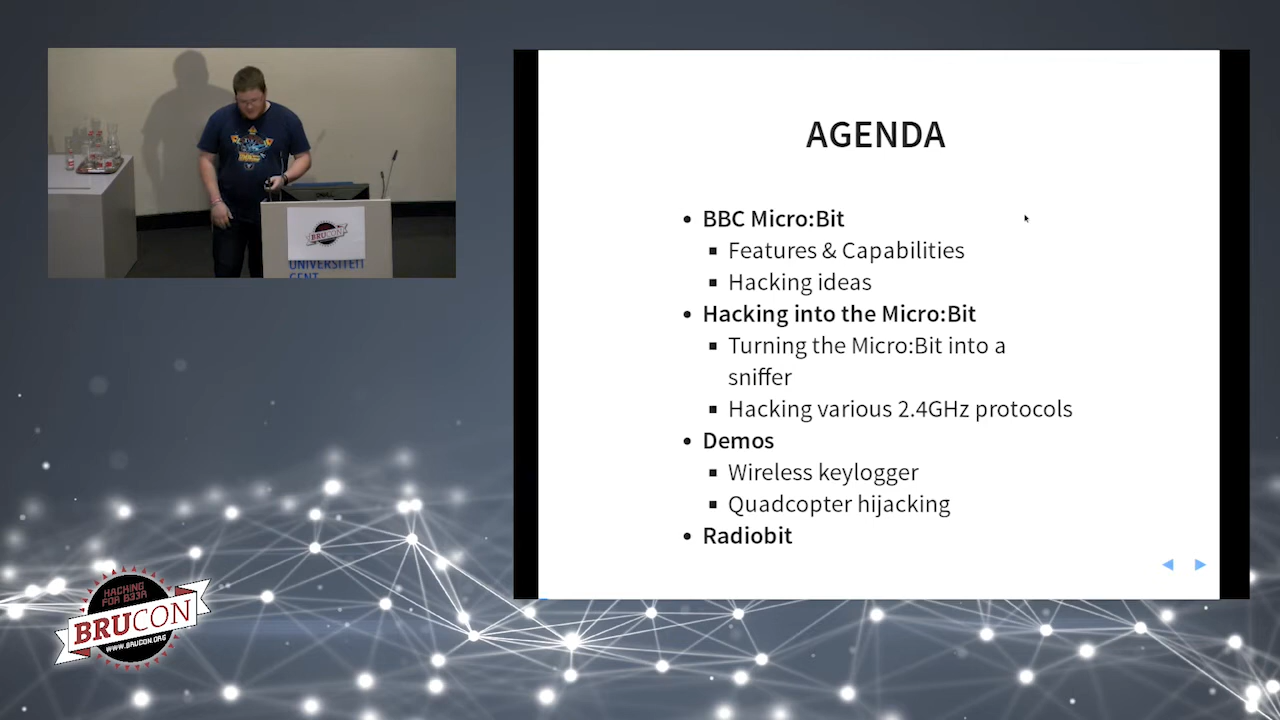 AGENDA
BBC Micro:Bit
Features & Capabilities
Hacking ideas
Hacking into the Micro:Bit
Turning the Micro:Bit into a
sniffer
Hacking various 2.4GHz protocols
Demos
Wireless keylogger
Quadcopter hijacking
Radiobit
BRUCON
UNIVERSITEIT
GENT
HACKING
FOR B33R
BRUCON
WWW.BRUCON.ORG